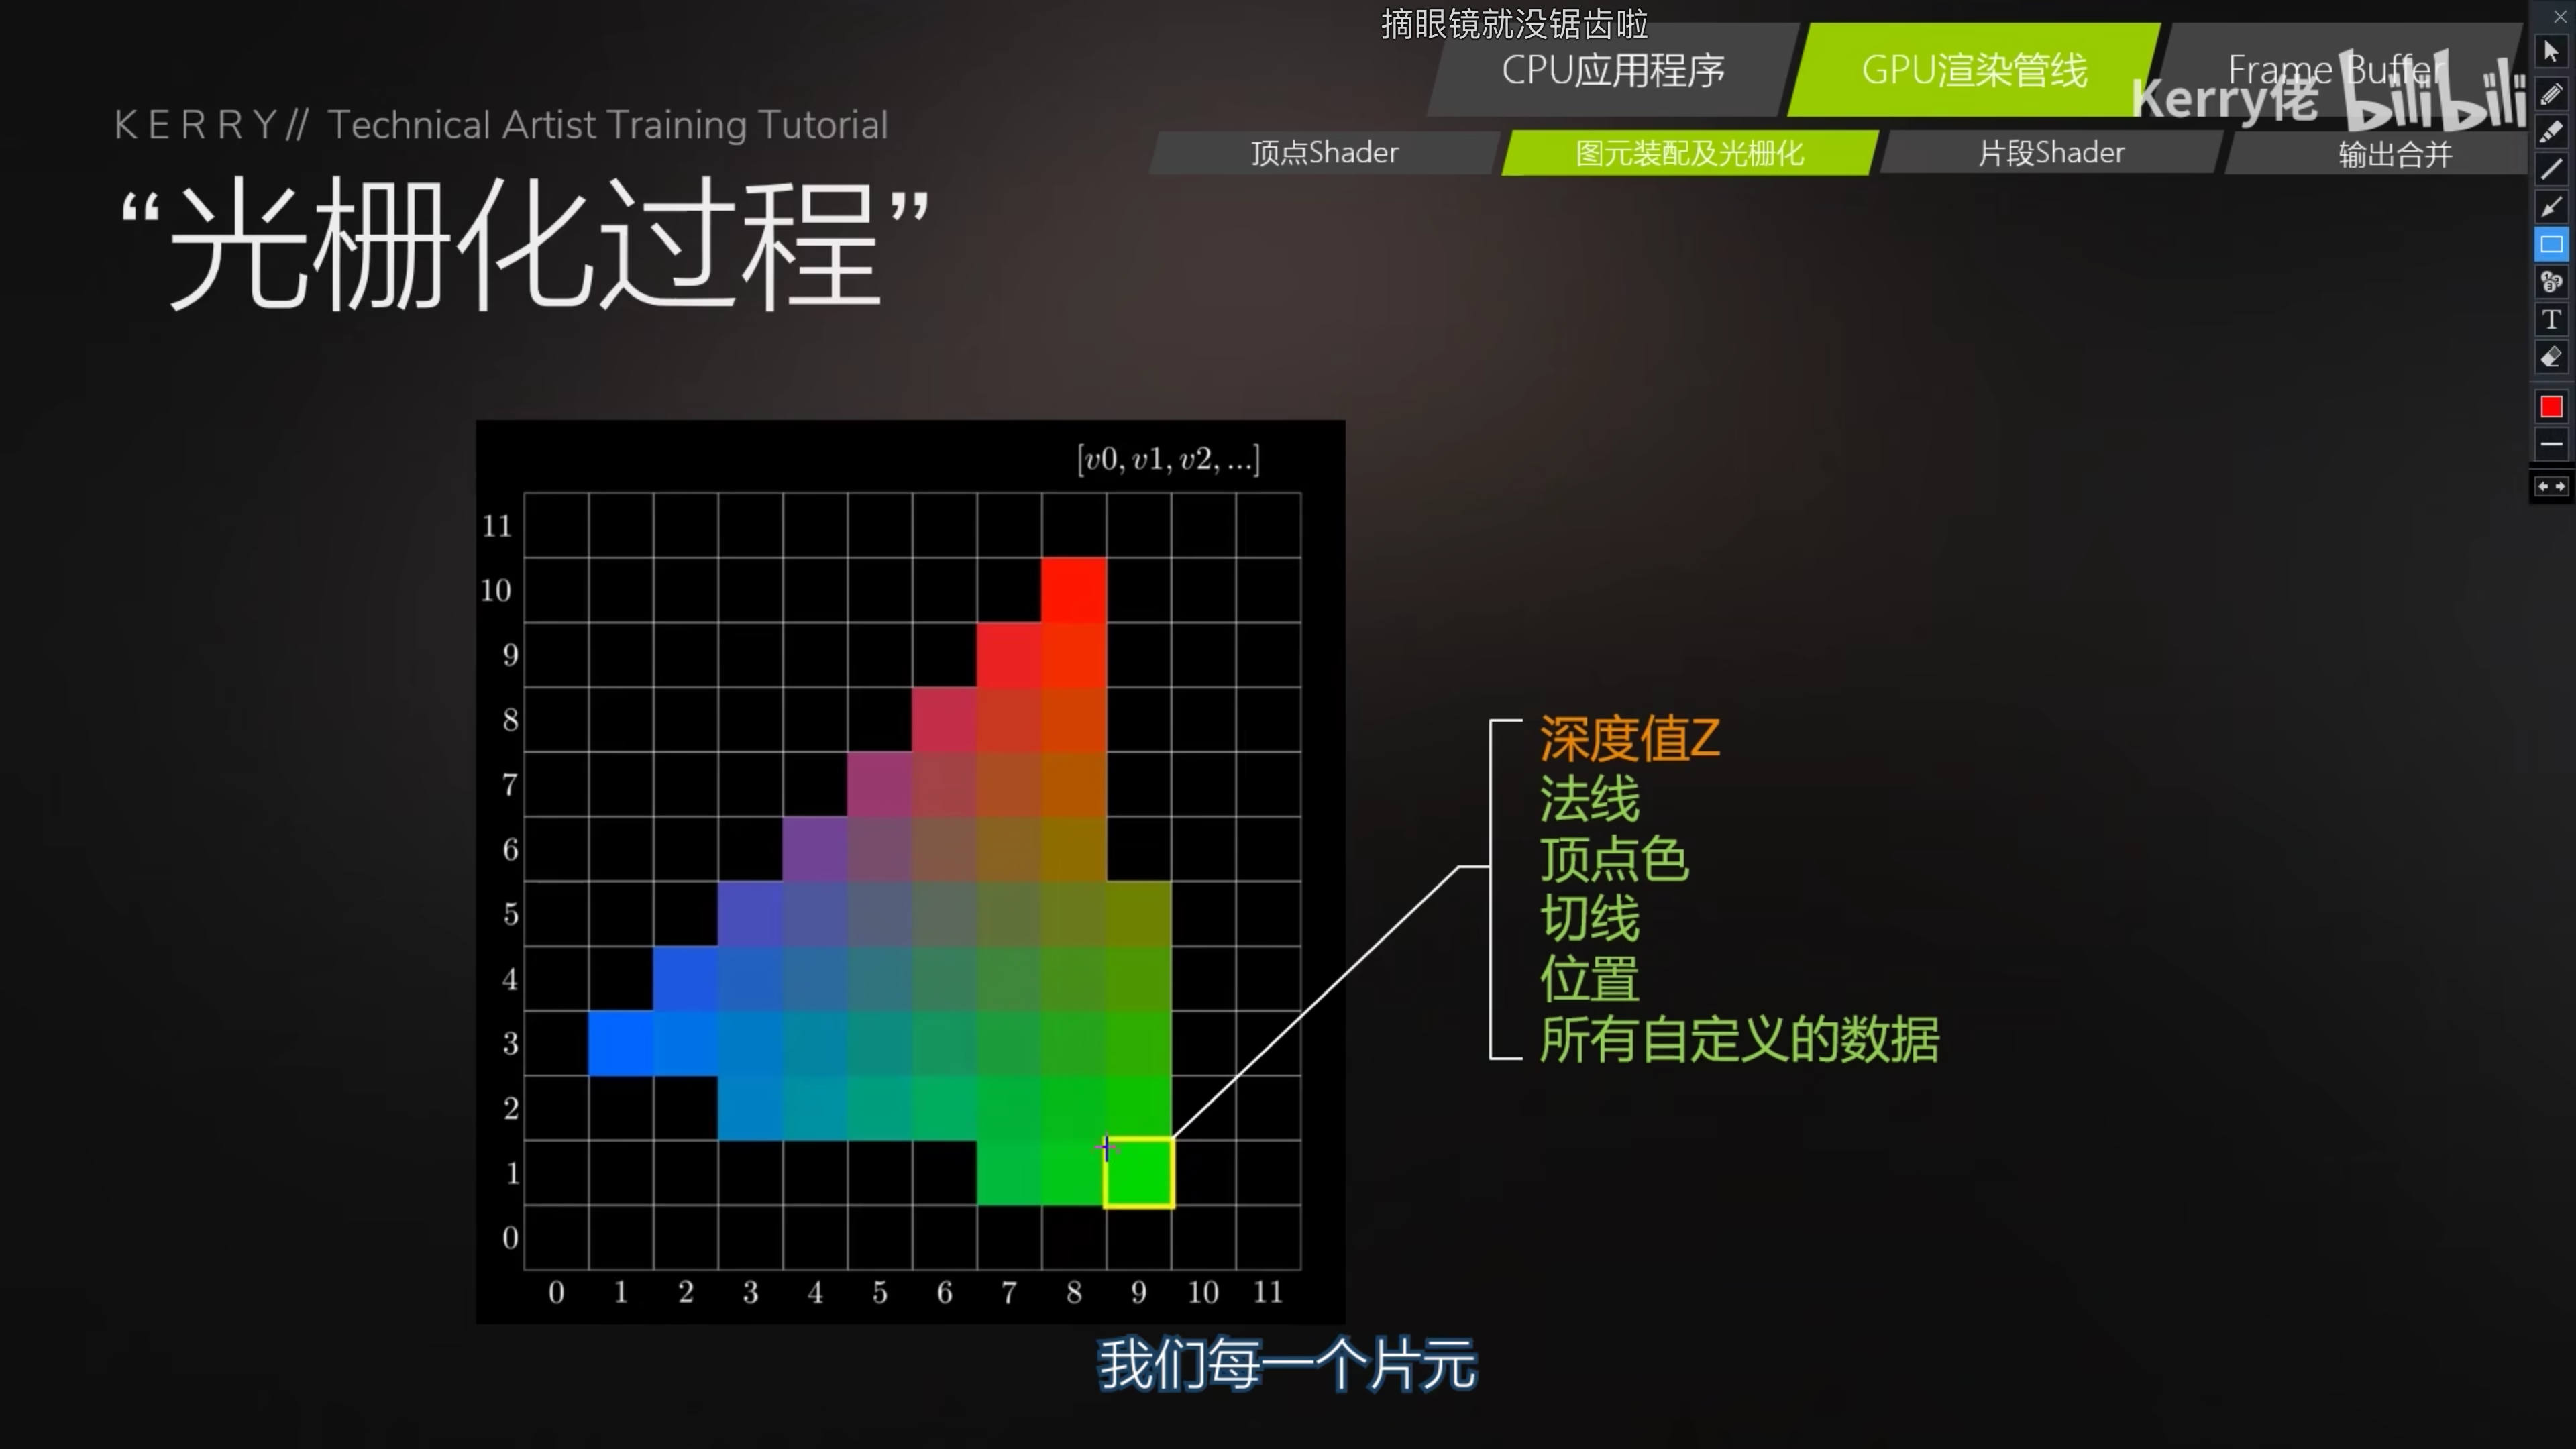 摘眼镜就没锯齿啦
CPU应用程序
GPU渲染管线
Frame Buffer
Kerry佬 bilibili
KERRY// Technical Artist Training Tutorial
顶点Shader
图元装配及光栅化
片段Shader
输出合并
“光栅化过程”
T
[v0, v1, v2, ...]
11
10
9
8
7
6
5
4
3
2
1
0
0 1 2 3 4 5 6 7 8 9 10 11
深度值Z
法线
顶点色
切线
位置
所有自定义的数据
我们每一个片元